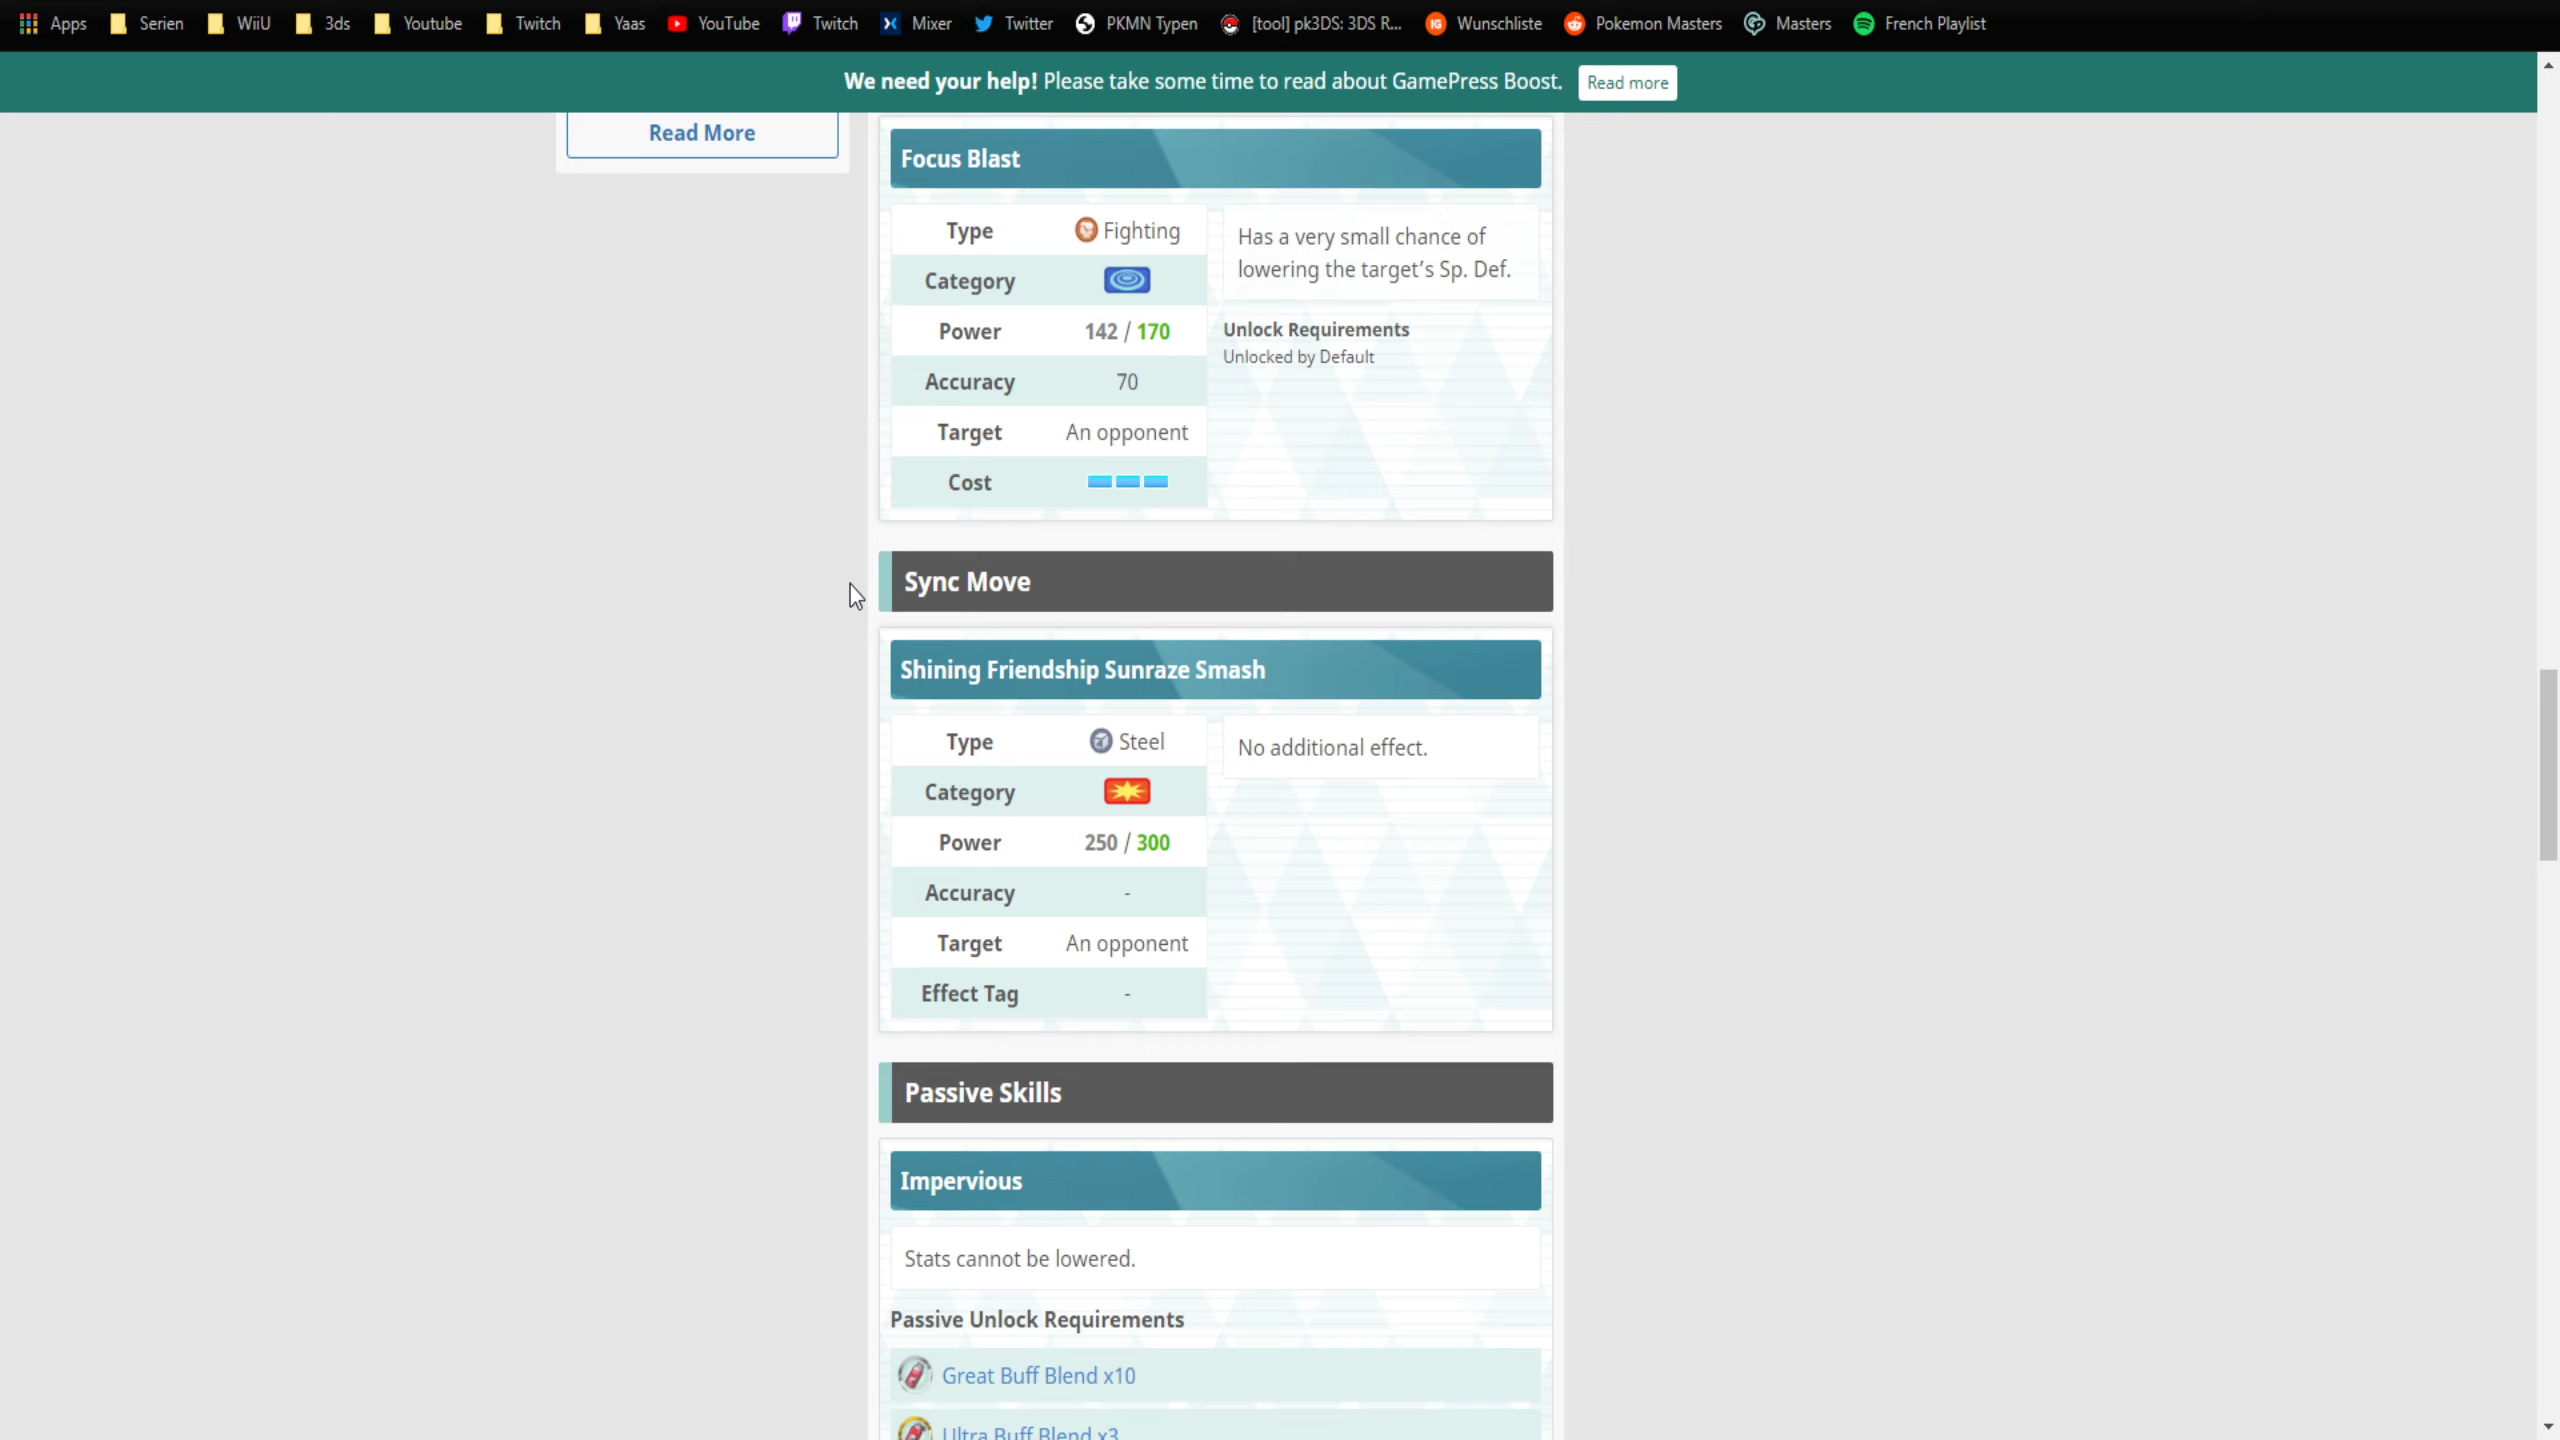 Apps Serien WiiU 3ds Youtube Twitch Yaas YouTube Twitch Mixer Twitter PKMN Typen [tool] pk3DS: 3DS R... Wunschliste Pokemon Masters Masters French Playlist
We need your help! Please take some time to read about GamePress Boost. Read more
Read More
Focus Blast
Type Fighting
Has a very small chance of
lowering the target's Sp. Def.
Category
Power 142 / 170
Unlock Requirements
Unlocked by Default
Accuracy 70
Target An opponent
Cost
Sync Move
Shining Friendship Sunraze Smash
Type Steel
No additional effect.
Category
Power 250 / 300
Accuracy -
Target An opponent
Effect Tag -
Passive Skills
Impervious
Stats cannot be lowered.
Passive Unlock Requirements
Great Buff Blend x10
Ultra Buff Blend x3